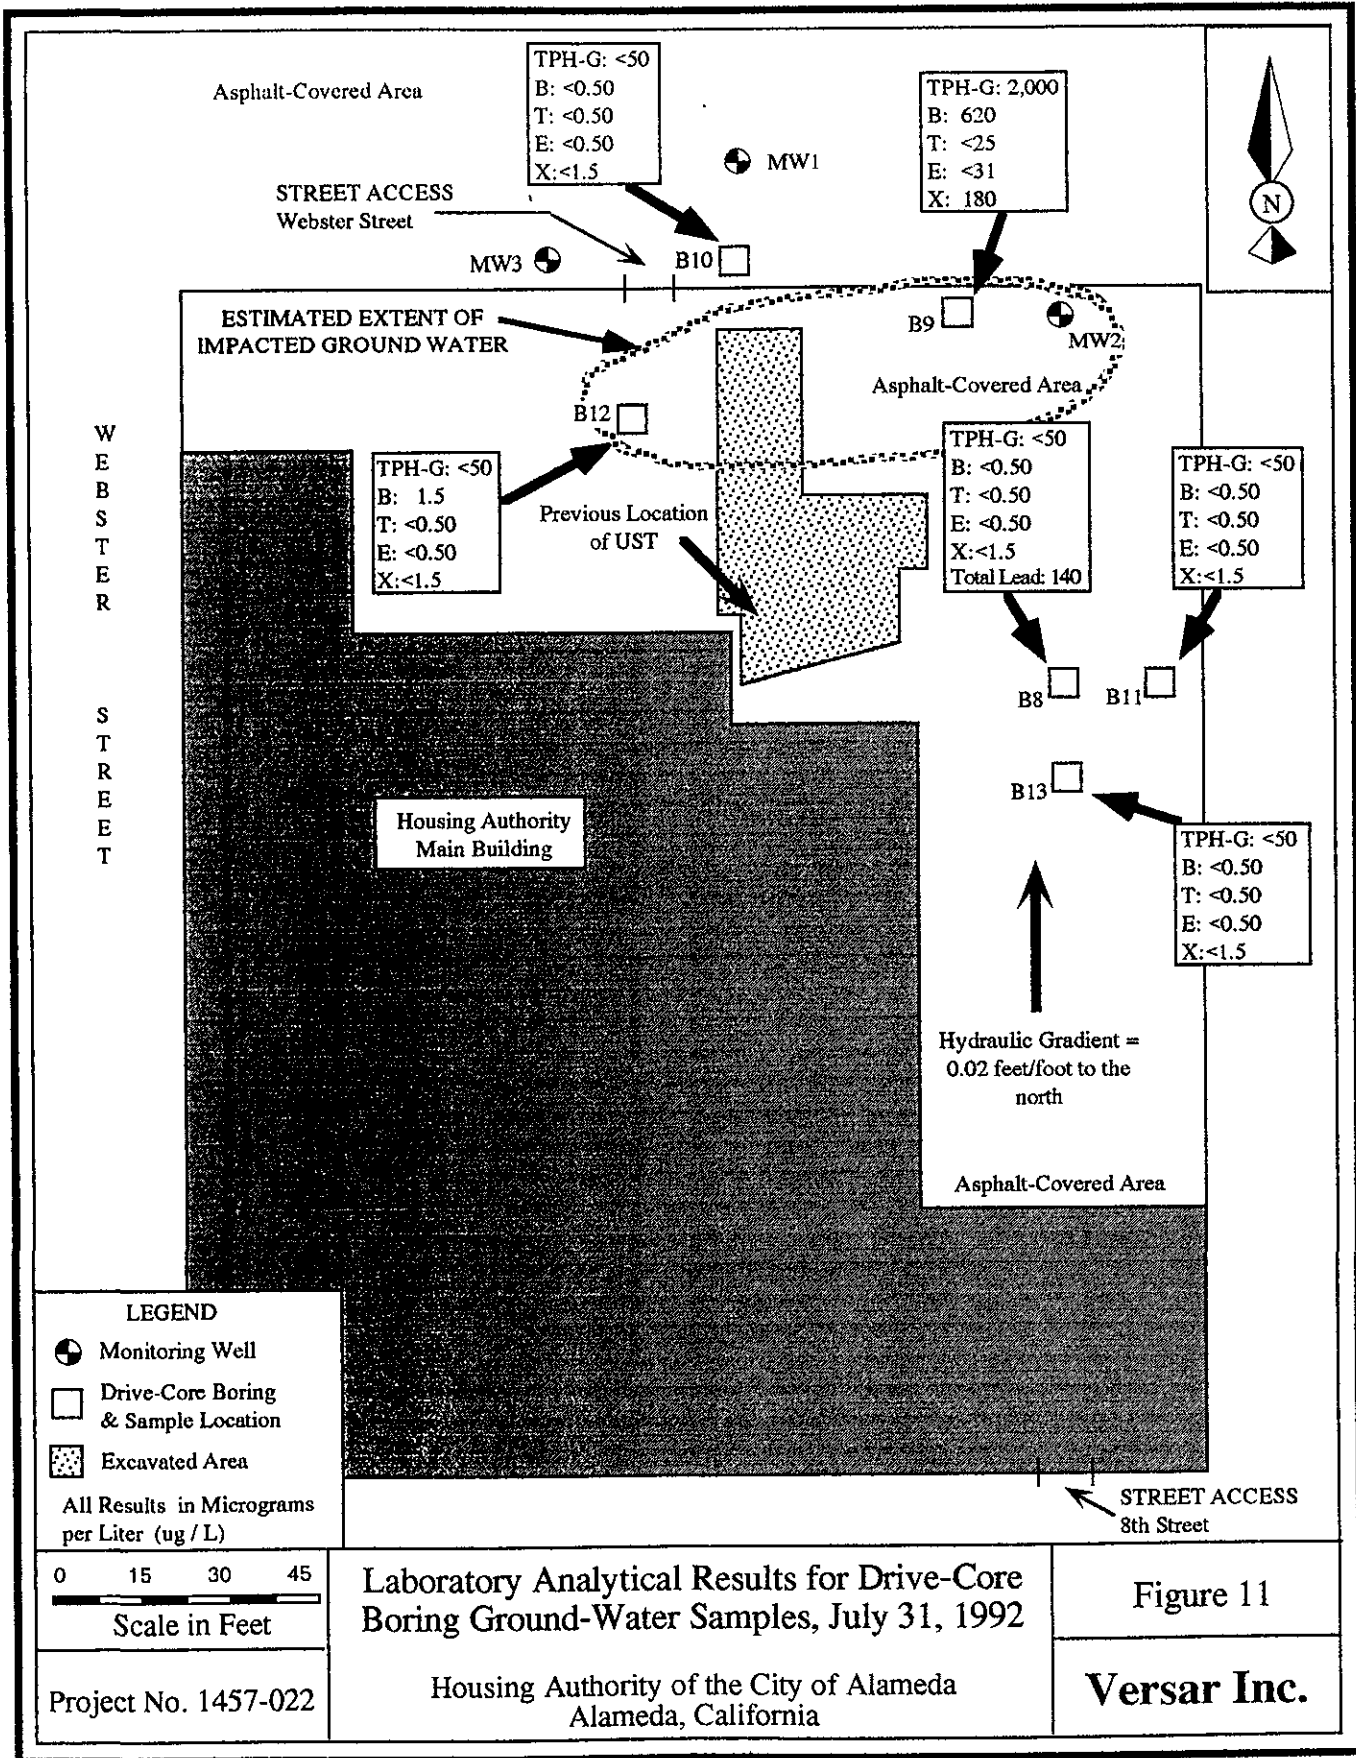 Asphalt-Covered Area
TPH-G: <50
B: <0.50
T: <0.50
E: <0.50
X:<1.5
TPH-G: 2,000
B: 620
T: <25
E: <31
X: 180
MW1
N
STREET ACCESS
Webster Street
MW3
B10
ESTIMATED EXTENT OF
IMPACTED GROUND WATER
B9
MW2
Asphalt-Covered Area
B12
WEBSTER STREET
TPH-G: <50
B: 1.5
T: <0.50
E: <0.50
X:<1.5
Previous Location
of UST
TPH-G: <50
B: <0.50
T: <0.50
E: <0.50
X:<1.5
Total Lead: 140
TPH-G: <50
B: <0.50
T: <0.50
E: <0.50
X:<1.5
B8
B11
B13
Housing Authority
Main Building
TPH-G: <50
B: <0.50
T: <0.50
E: <0.50
X:<1.5
Hydraulic Gradient =
0.02 feet/foot to the
north
Asphalt-Covered Area
LEGEND
Monitoring Well
Drive-Core Boring
& Sample Location
Excavated Area
All Results in Micrograms
per Liter (ug / L)
STREET ACCESS
8th Street
0 15 30 45
Scale in Feet
Project No. 1457-022
Laboratory Analytical Results for Drive-Core
Boring Ground-Water Samples, July 31, 1992
Housing Authority of the City of Alameda
Alameda, California
Figure 11
Versar Inc.